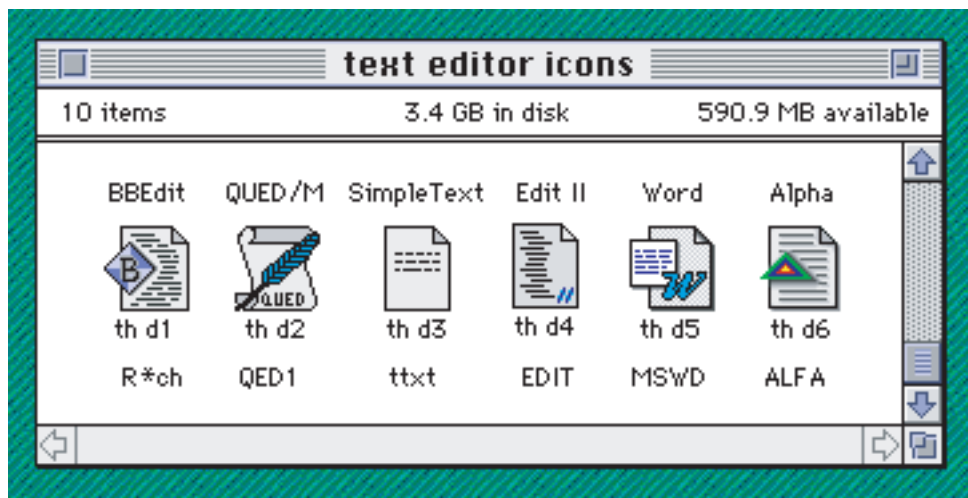 text editor icons
10 items 3.4 GB in disk 590.9 MB available
BBEdit QUED/M SimpleText Edit II Word Alpha
B QUED W
th d1 th d2 th d3 th d4 th d5 th d6
R*ch QED1 ttxt EDIT MSWD ALFA